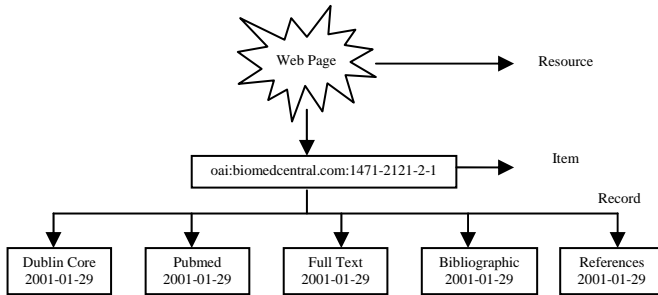 Web Page
Resource
oai:biomedcentral.com:1471-2121-2-1
Item
Record
Dublin Core
2001-01-29
Pubmed
2001-01-29
Full Text
2001-01-29
Bibliographic
2001-01-29
References
2001-01-29